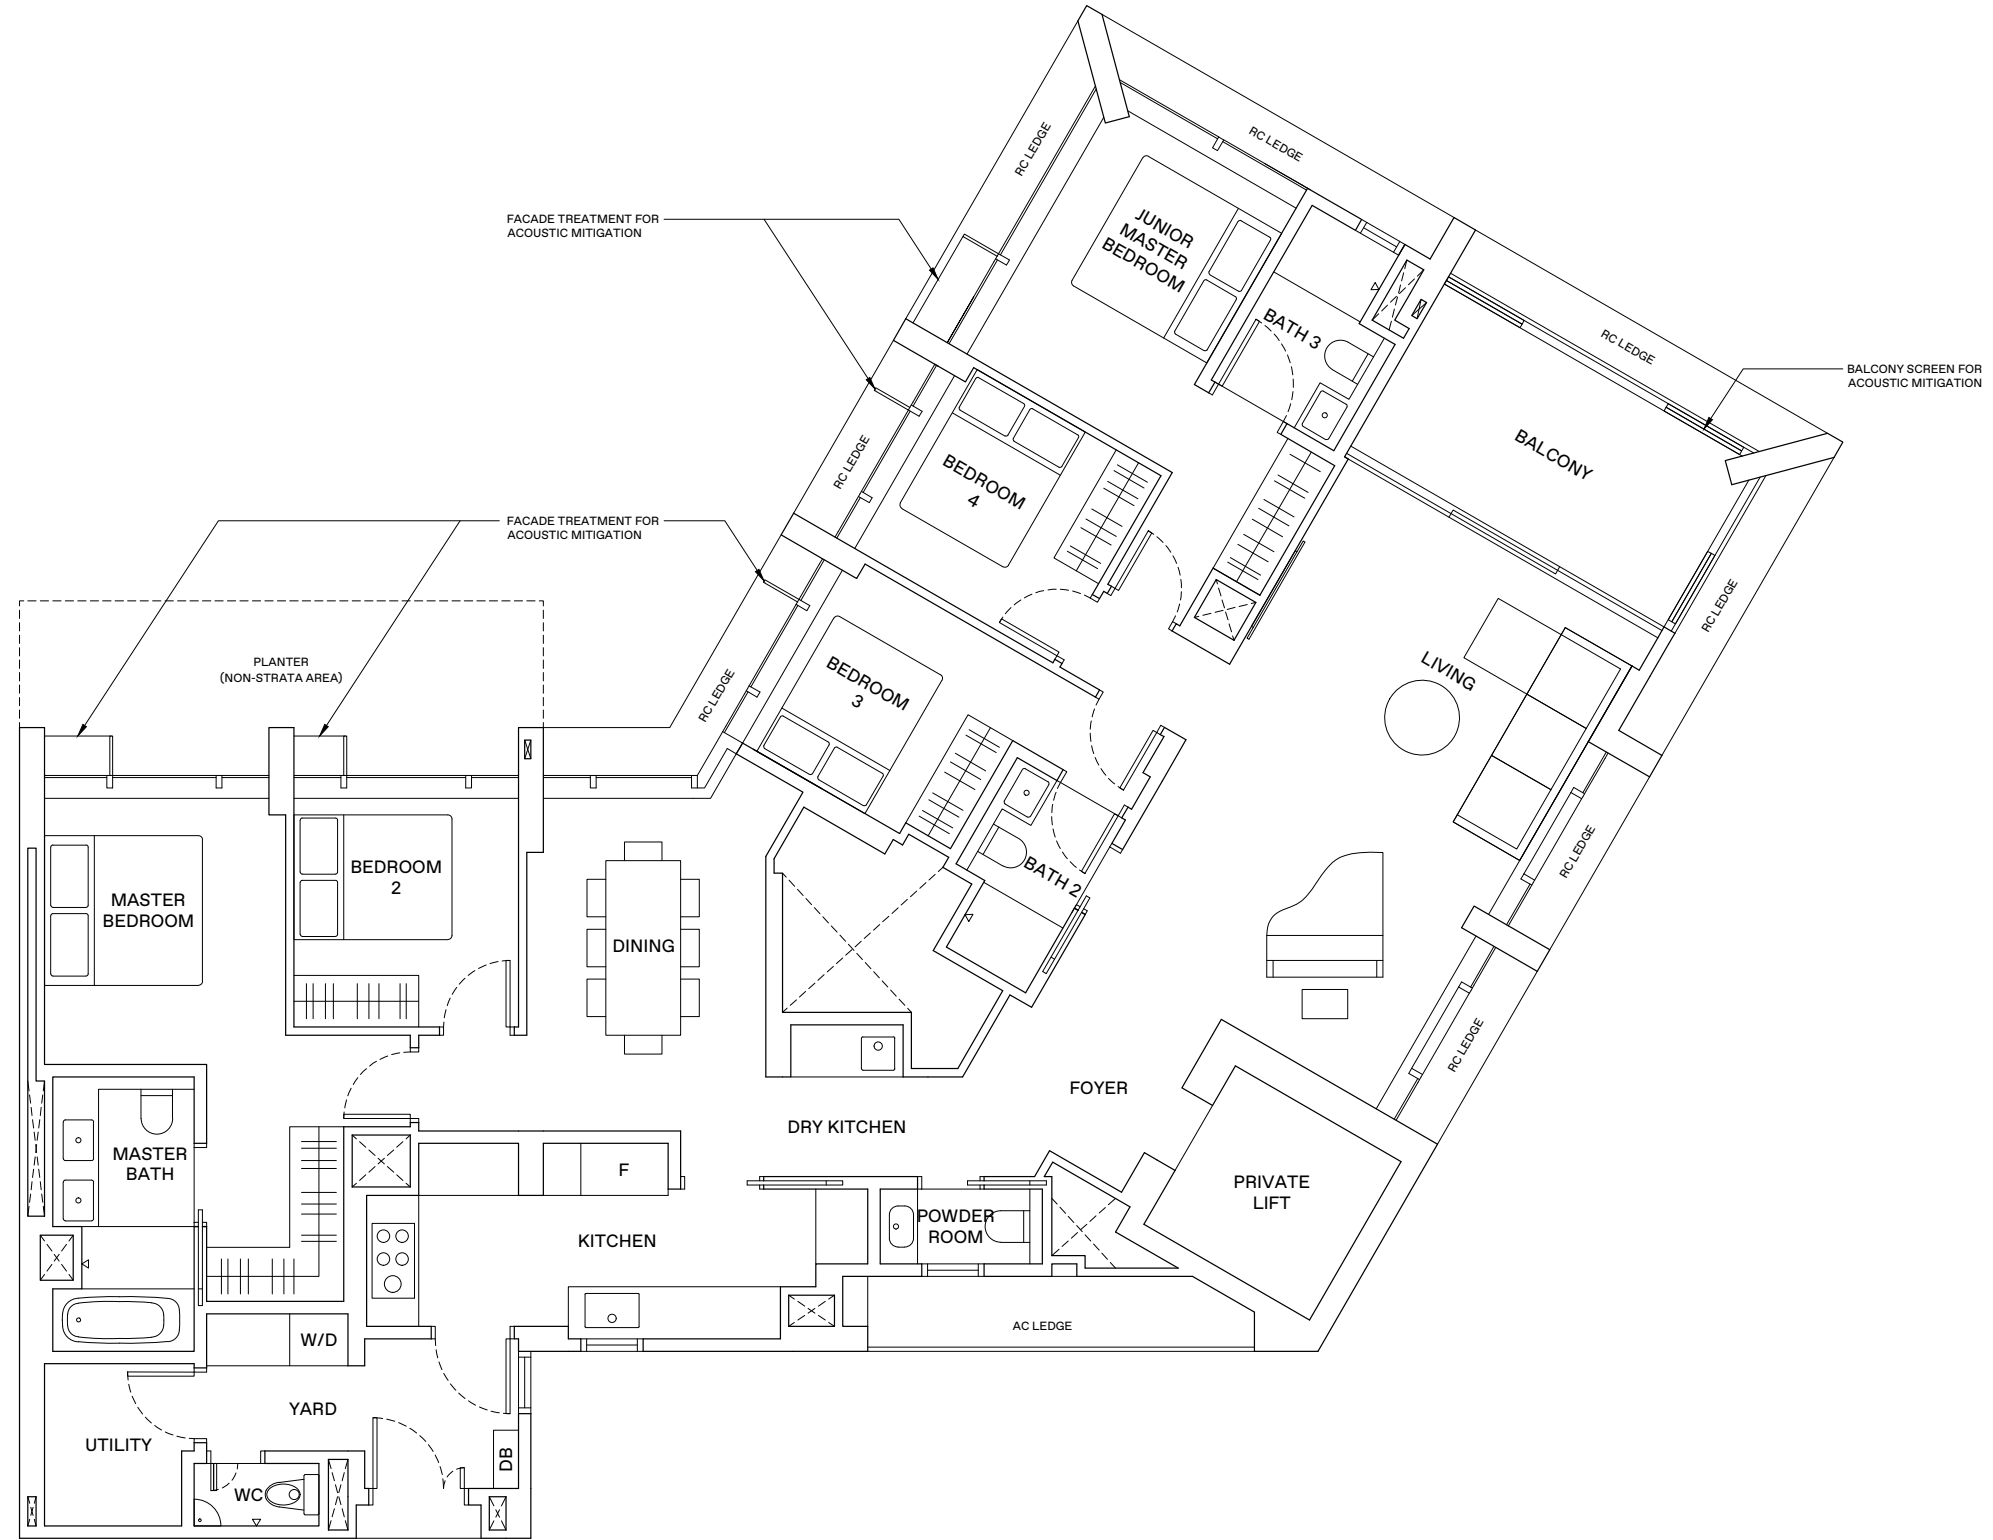 RC LEDGE
RC LEDGE
FACADE TREATMENT FOR
ACOUSTIC MITIGATION
JUNIOR
MASTER
BEDROOM
BATH 3
RC LEDGE
BALCONY SCREEN FOR
ACOUSTIC MITIGATION
BALCONY
RC LEDGE
BEDROOM
4
FACADE TREATMENT FOR
ACOUSTIC MITIGATION
RC LEDGE
PLANTER
(NON-STRATA AREA)
RC LEDGE
BEDROOM
3
LIVING
RC LEDGE
MASTER
BEDROOM
BEDROOM
2
DINING
BATH 2
RC LEDGE
FOYER
DRY KITCHEN
MASTER
BATH
F
KITCHEN
POWDER
ROOM
PRIVATE
LIFT
W/D
AC LEDGE
YARD
UTILITY
DB
WC